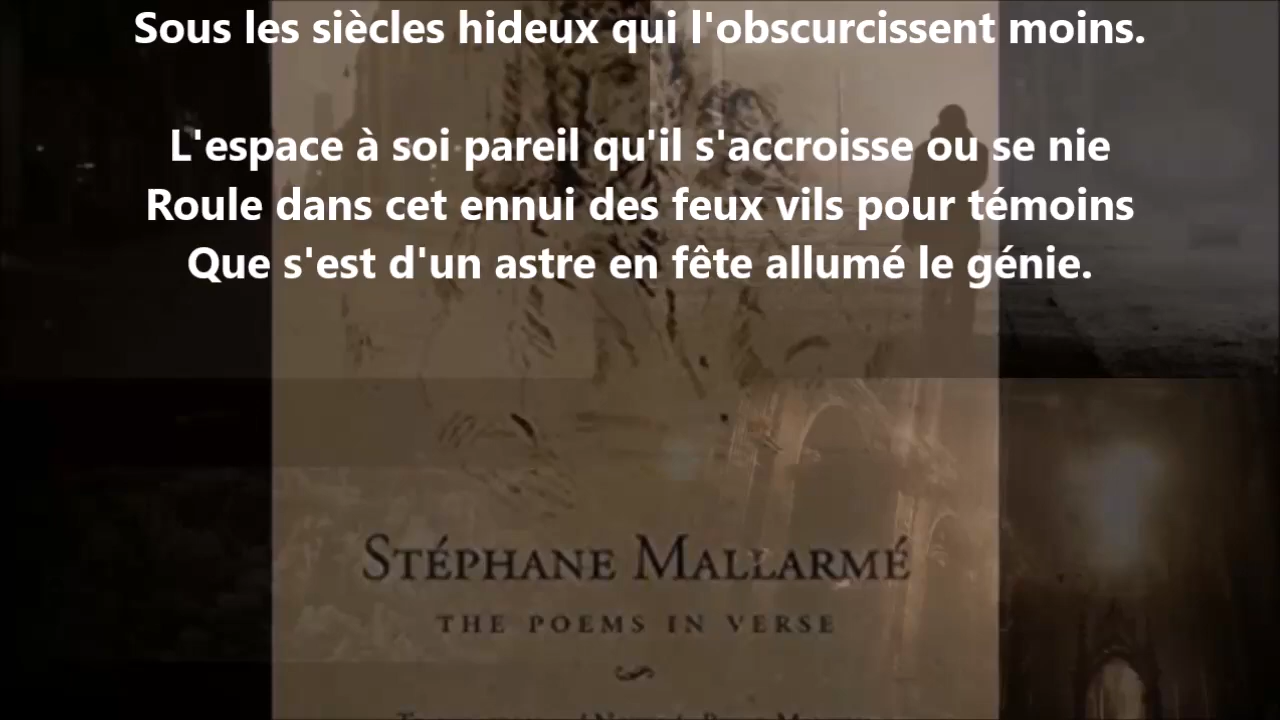 Sous les siècles hideux qui l'obscurcissent moins.
L'espace à soi pareil qu'il s'accroisse ou se nie
Roule dans cet ennui des feux vils pour témoins
Que s'est d'un astre en fête allumé le génie.
STÉPHANE MALLARMÉ
THE POEMS IN VERSE